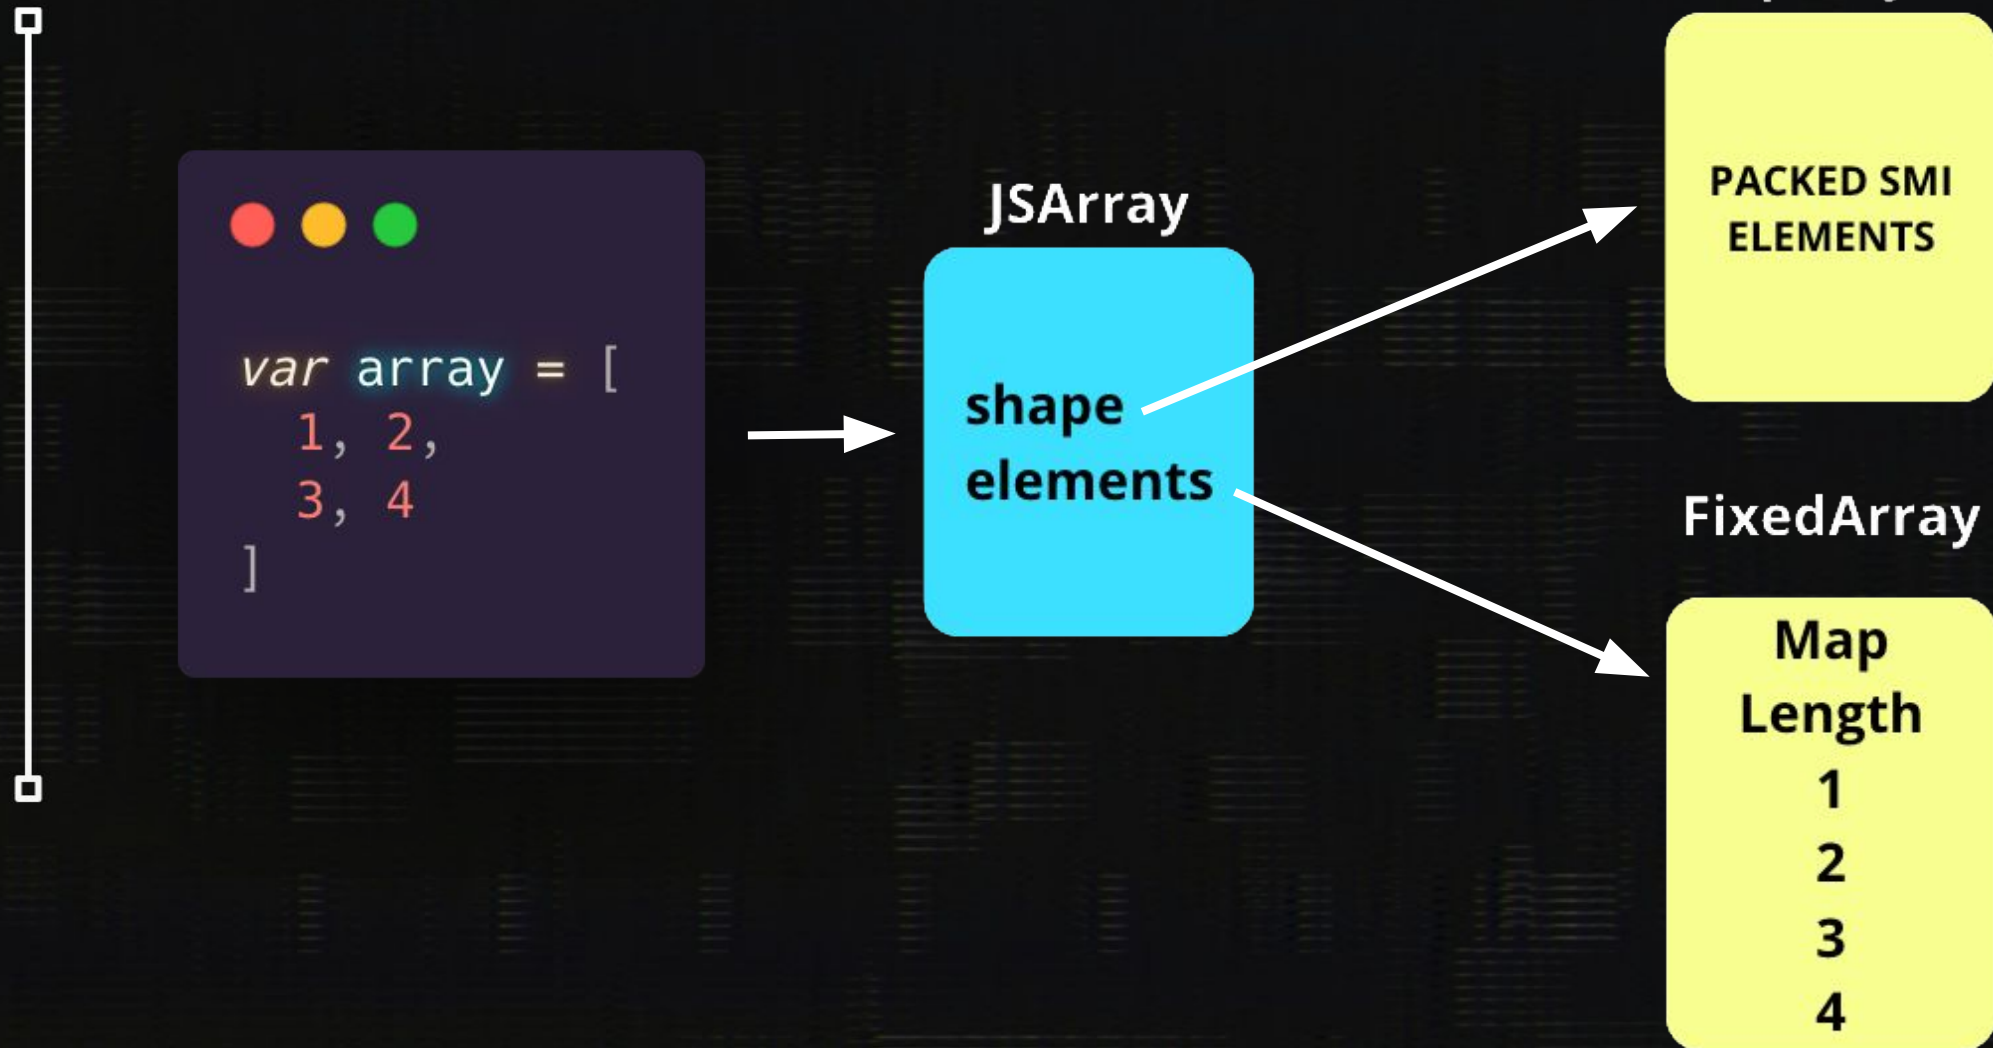 var array = [
1, 2,
3, 4
]
JSArray
shape
elements
PACKED SMI
ELEMENTS
FixedArray
Map
Length
1
2
3
4